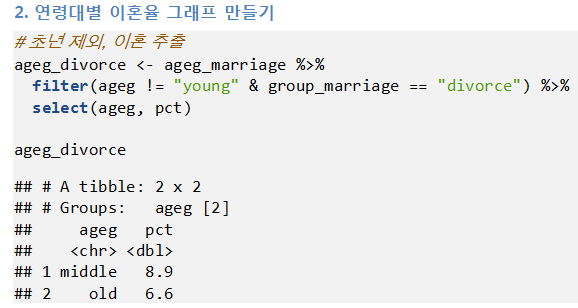 2. 연령대별 이혼율 그래프 만들기
# 초년 제외, 이혼 추출
ageg_divorce <- ageg_marriage %>%
  filter(ageg != "young" & group_marriage == "divorce") %>%
  select(ageg, pct)
ageg_divorce
## # A tibble: 2 x 2
## # Groups:   ageg [2]
##     ageg   pct
##    <chr> <dbl>
## 1 middle   8.9
## 2    old   6.6